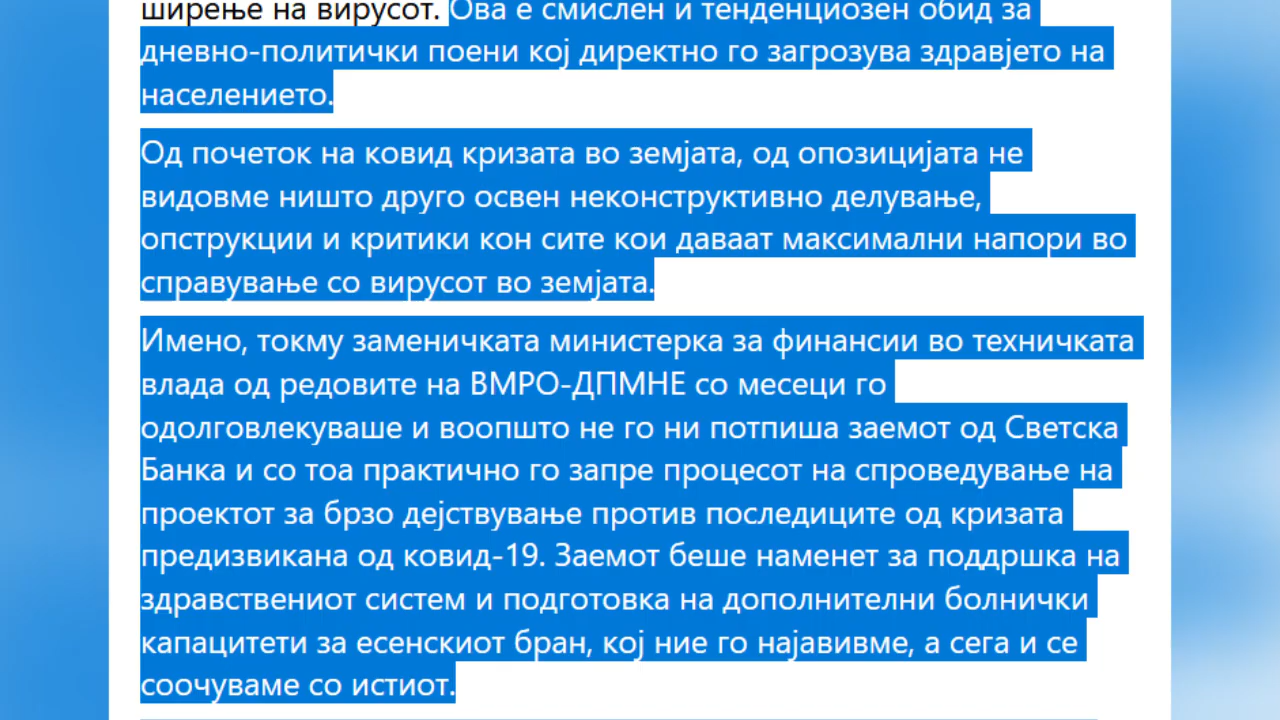 ширење на вирусот. Ова е смислен и тенденциозен обид за
дневно-политички поени кој директно го загрозува здравјето на
населението.
Од почеток на ковид кризата во земјата, од опозицијата не
видовме ништо друго освен неконструктивно делување,
опструкции и критики кон сите кои даваат максимални напори во
справување со вирусот во земјата.
Имено, токму заменичката министерка за финансии во техничката
влада од редовите на ВМРО-ДПМНЕ со месеци го
одолговлекуваше и воопшто не го ни потпиша заемот од Светска
Банка и со тоа практично го запре процесот на спроведување на
проектот за брзо дејствување против последиците од кризата
предизвикана од ковид-19. Заемот беше наменет за поддршка на
здравствениот систем и подготовка на дополнителни болнички
капацитети за есенскиот бран, кој ние го најавивме, а сега и се
соочуваме со истиот.